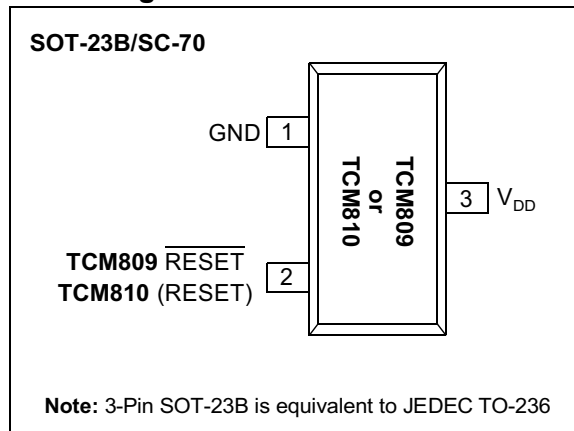 SOT-23B/SC-70
GND 1
TCM809
or
TCM810
3 VDD
TCM809 RESET
2
TCM810 (RESET)
Note: 3-Pin SOT-23B is equivalent to JEDEC TO-236